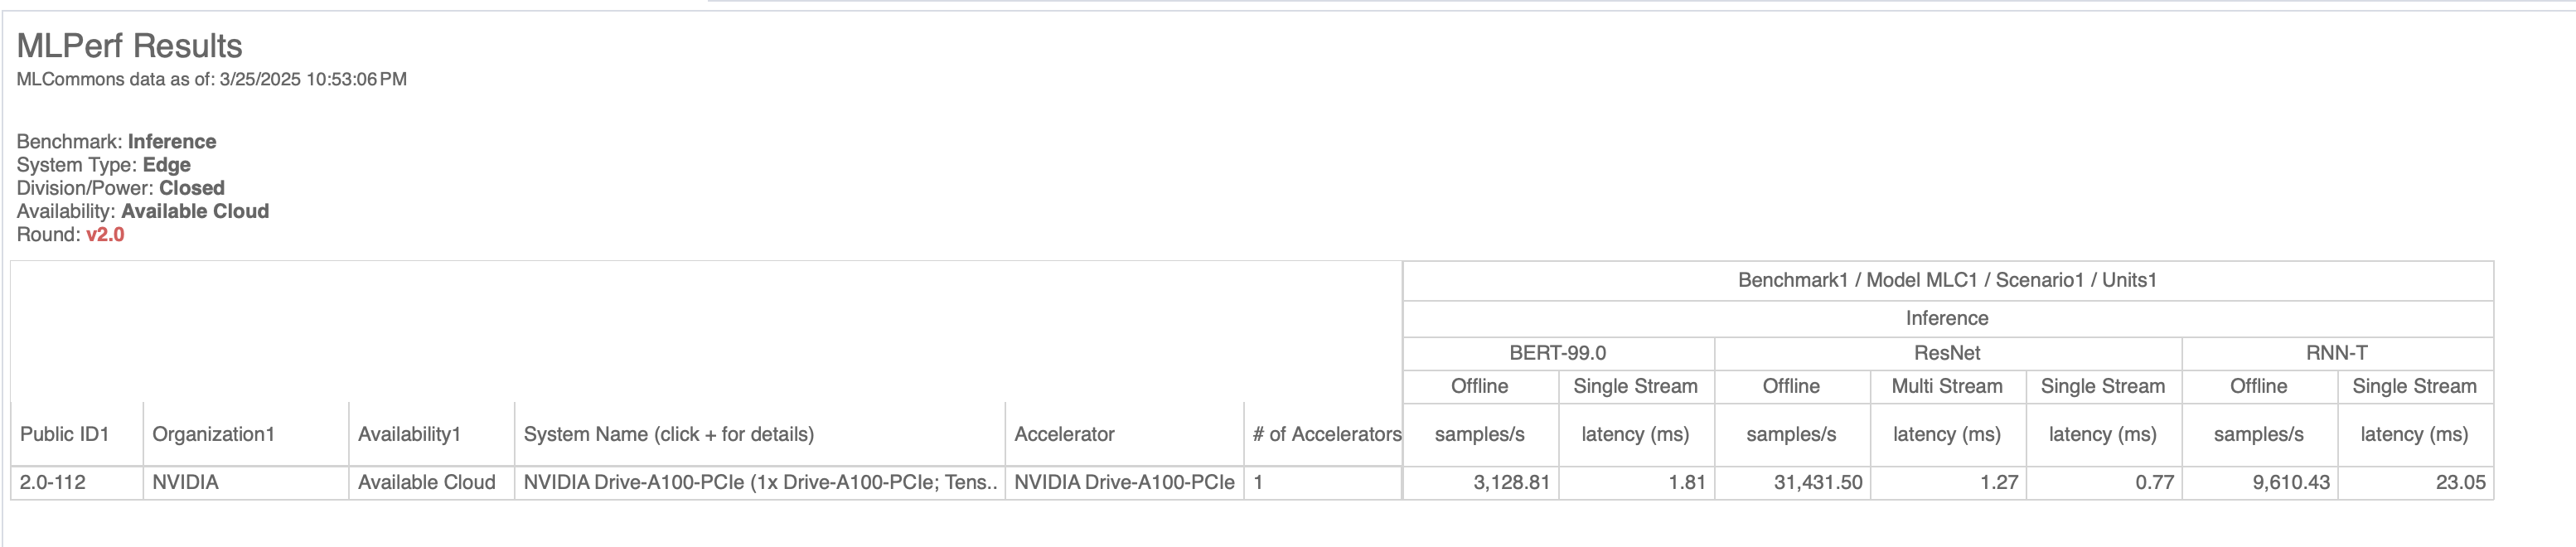 MLPerf Results
MLCommons data as of: 3/25/2025 10:53:06 PM
Benchmark: Inference
System Type: Edge
Division/Power: Closed
Availability: Available Cloud
Round: v2.0
Benchmark1 / Model MLC1 / Scenario1 / Units1
Inference
BERT-99.0 ResNet RNN-T
Offline Single Stream Offline Multi Stream Single Stream Offline Single Stream
Public ID1 Organization1 Availability1 System Name (click + for details) Accelerator # of Accelerators samples/s latency (ms) samples/s latency (ms) latency (ms) samples/s latency (ms)
2.0-112 NVIDIA Available Cloud NVIDIA Drive-A100-PCIe (1x Drive-A100-PCIe; Tens.. NVIDIA Drive-A100-PCIe 1 3,128.81 1.81 31,431.50 1.27 0.77 9,610.43 23.05